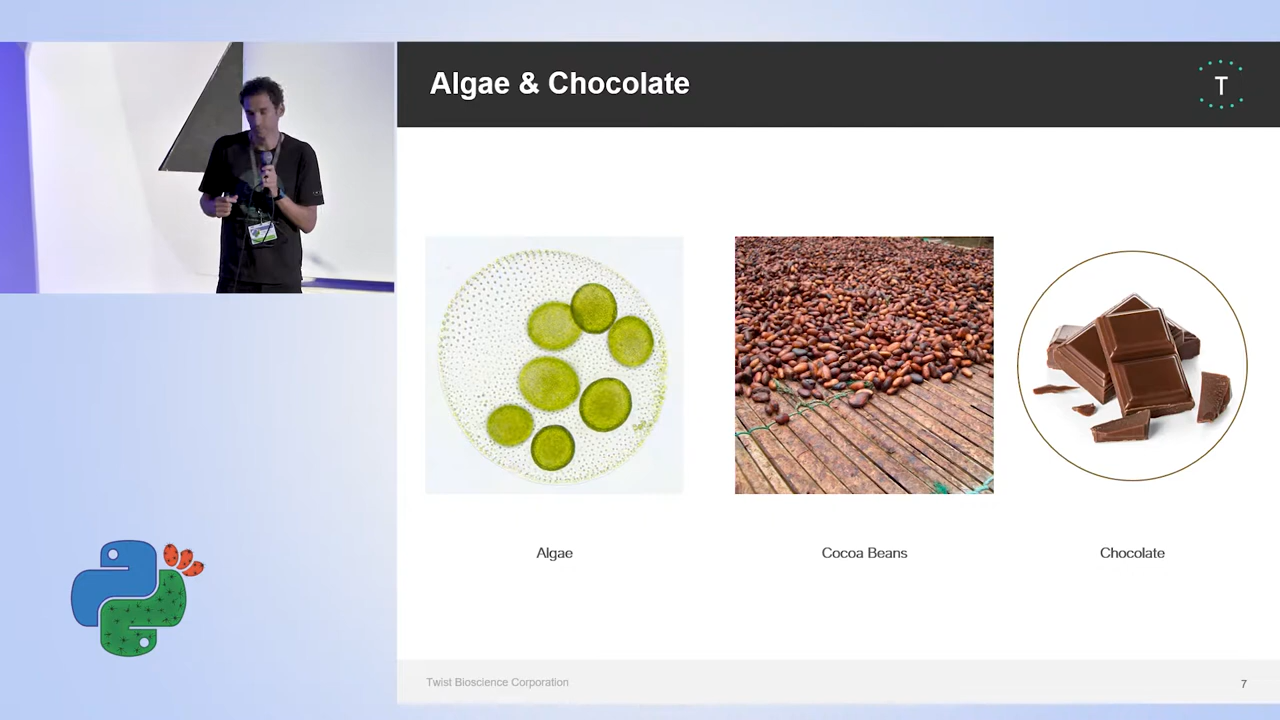 Algae & Chocolate
T
Algae
Cocoa Beans
Chocolate
Twist Bioscience Corporation
7